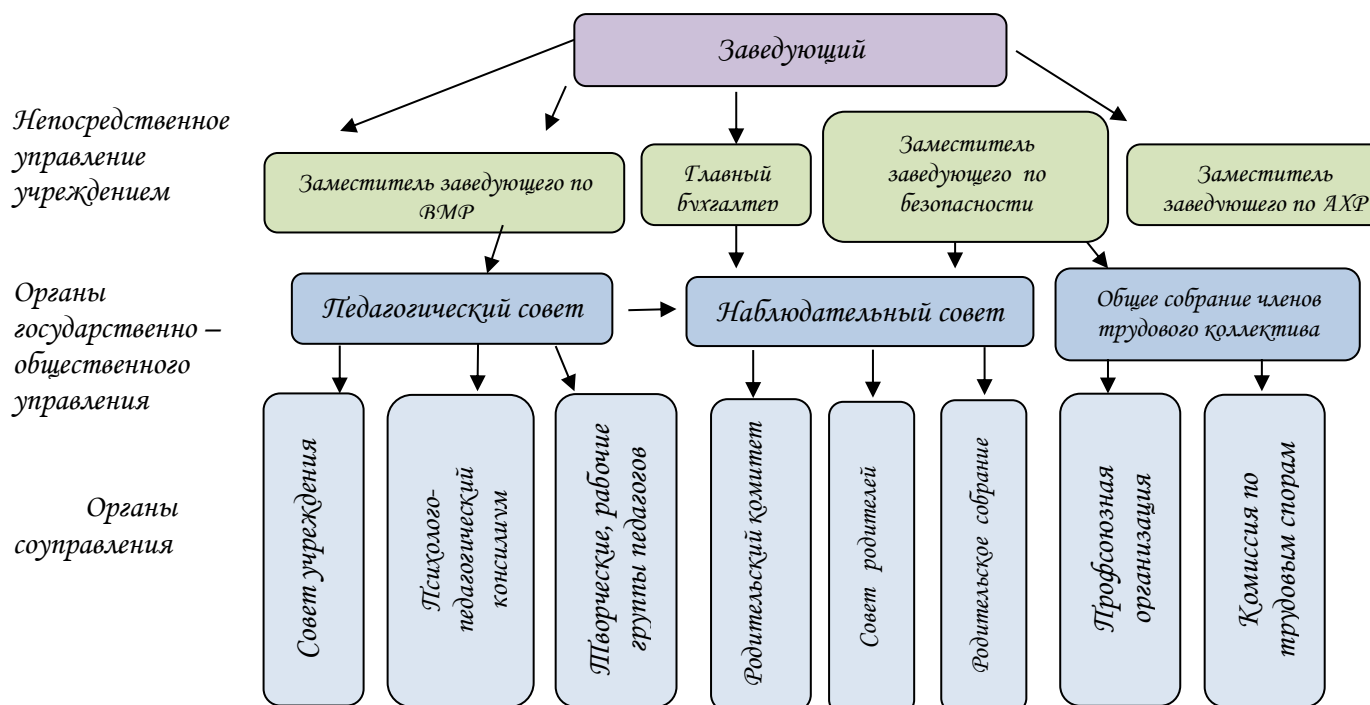 Заведующий
Непосредственное
управление
учреждением
Заместитель заведующего по
ВМР
Главный
бухгалтер
Заместитель
заведующего по
безопасности
Заместитель
заведующего по АХР
Органы
государственно –
общественного
управления
Педагогический совет
Наблюдательный совет
Общее собрание членов
трудового коллектива
Органы
соуправления
Совет учреждения
Психолого-
педагогический
консилиум
Творческие, рабочие
группы педагогов
Родительский комитет
Совет родителей
Родительское собрание
Профсоюзная
организация
Комиссия по
трудовым спорам